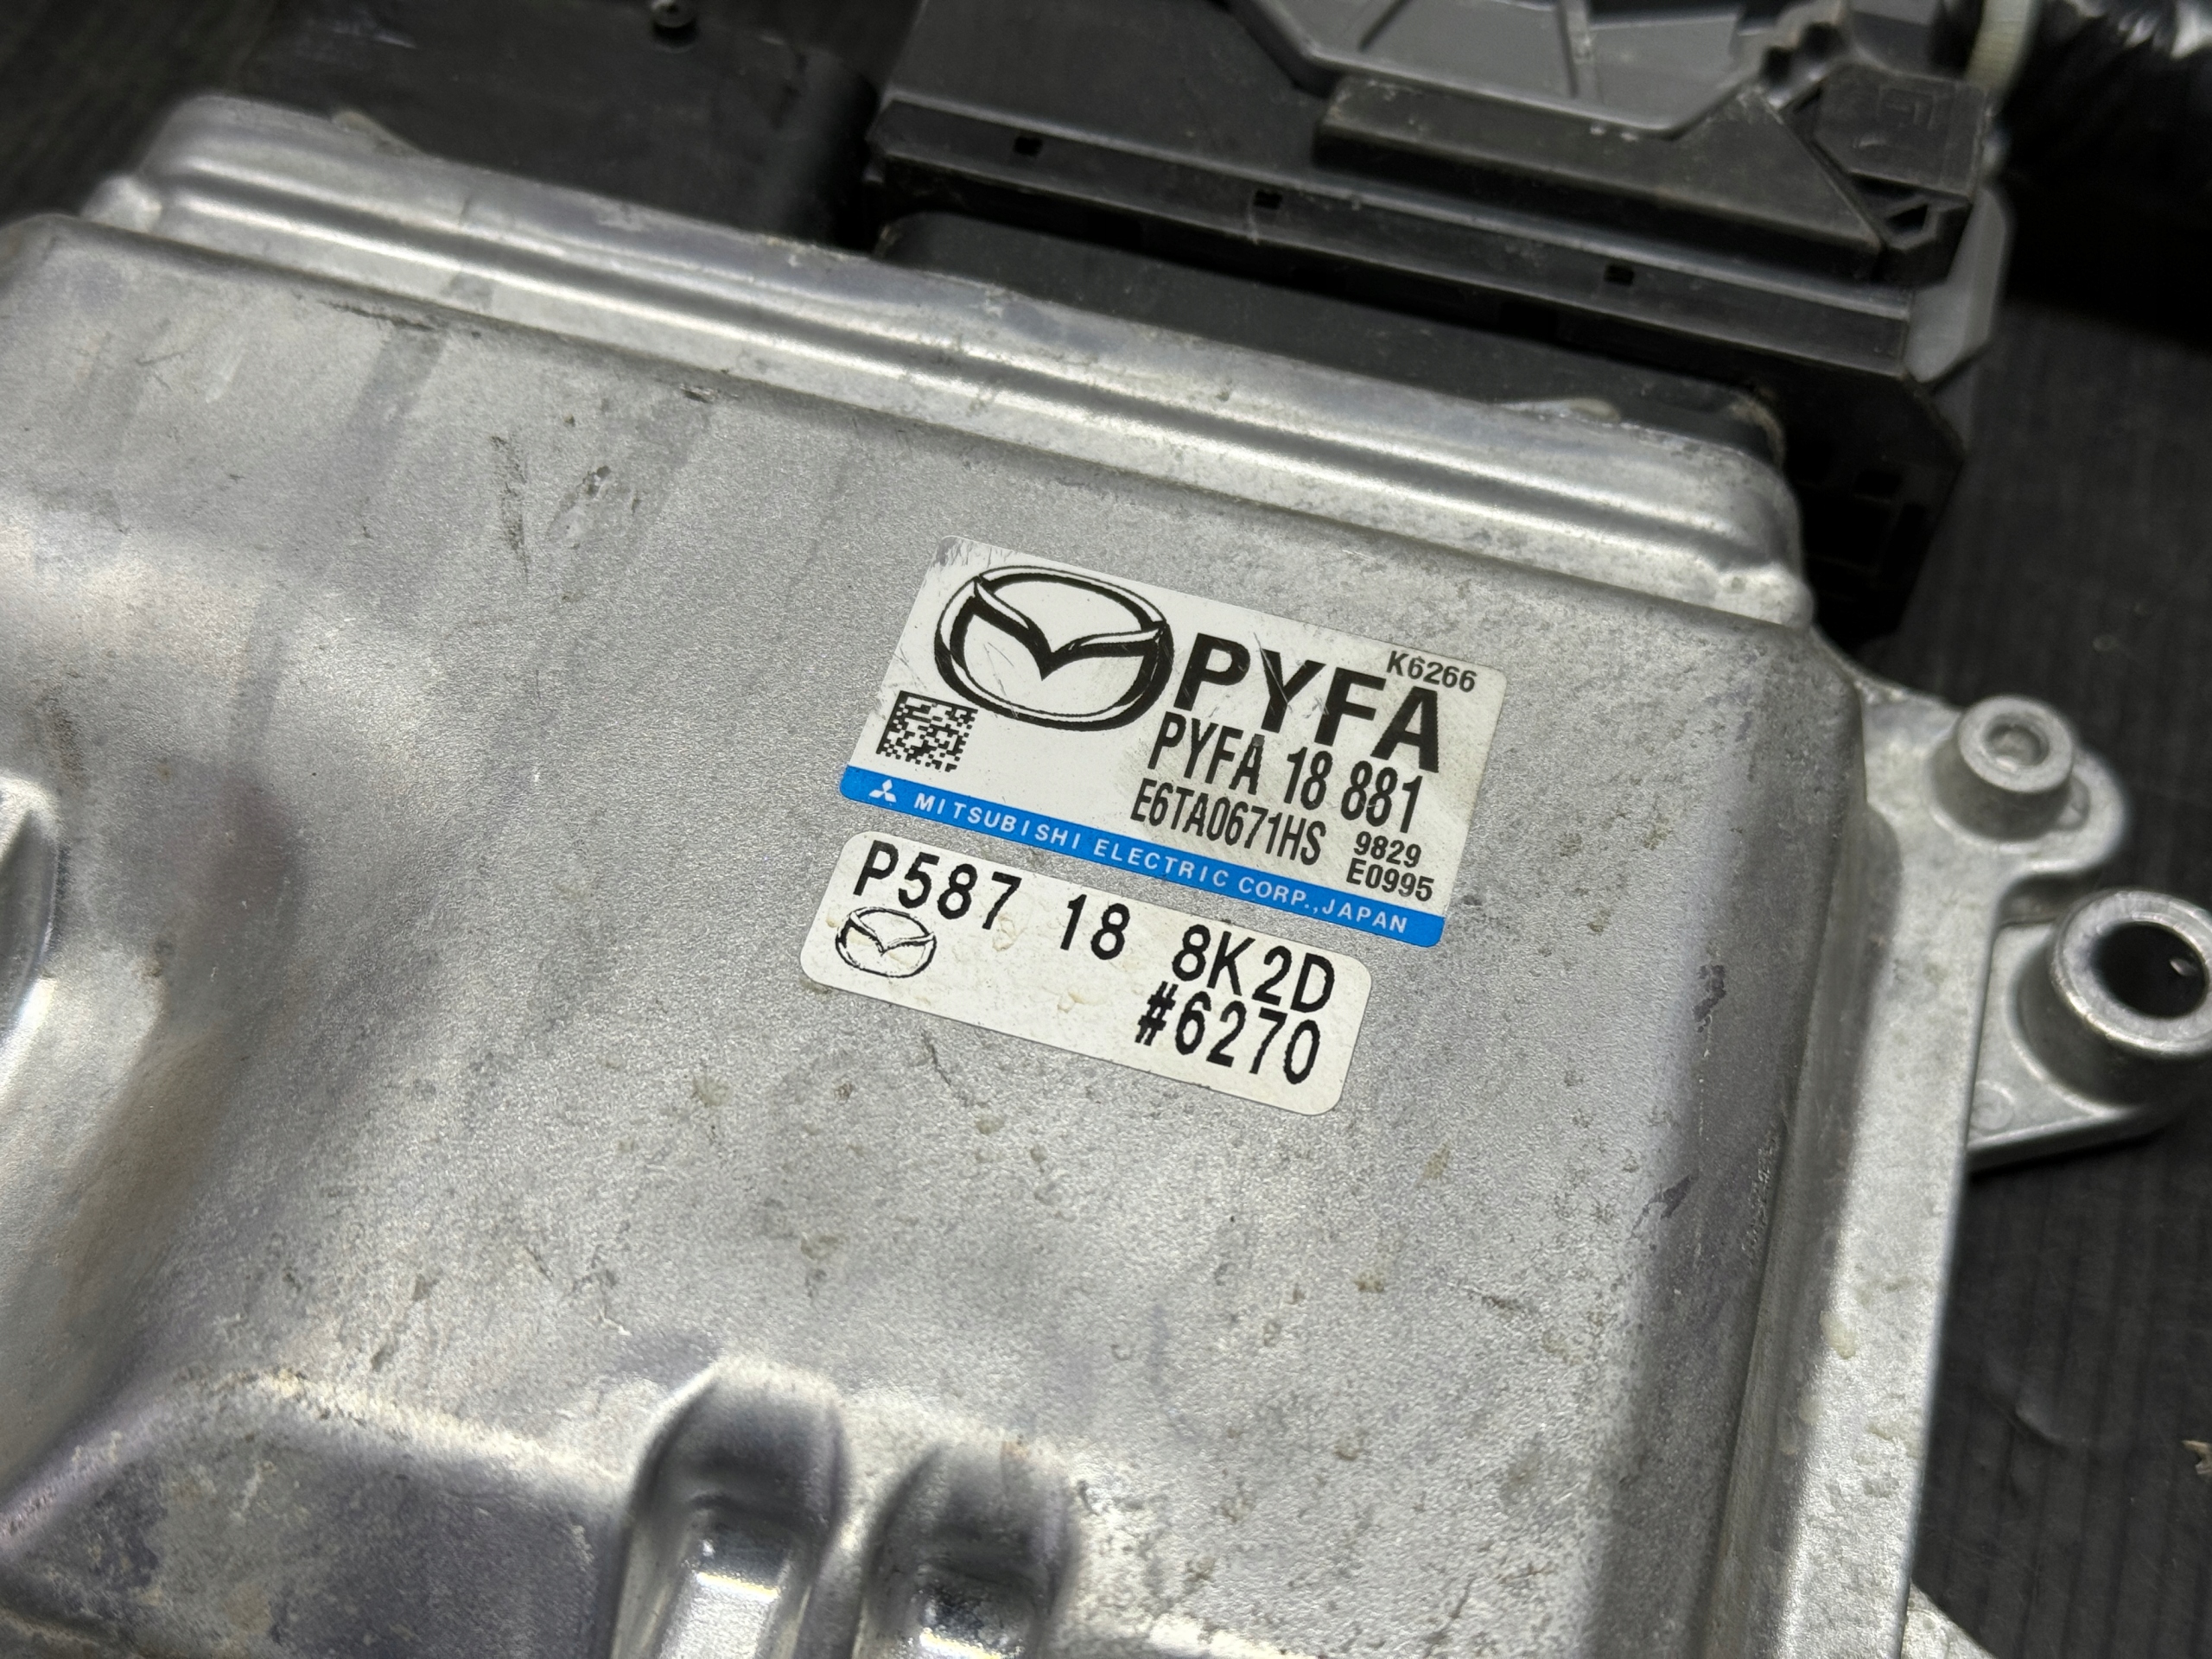 K6266
PYFA
PYFA 18 881
E6TA0671HS 9829
E0995
MITSUBISHI ELECTRIC CORP.,JAPAN
P587 18 8K2D
#6270